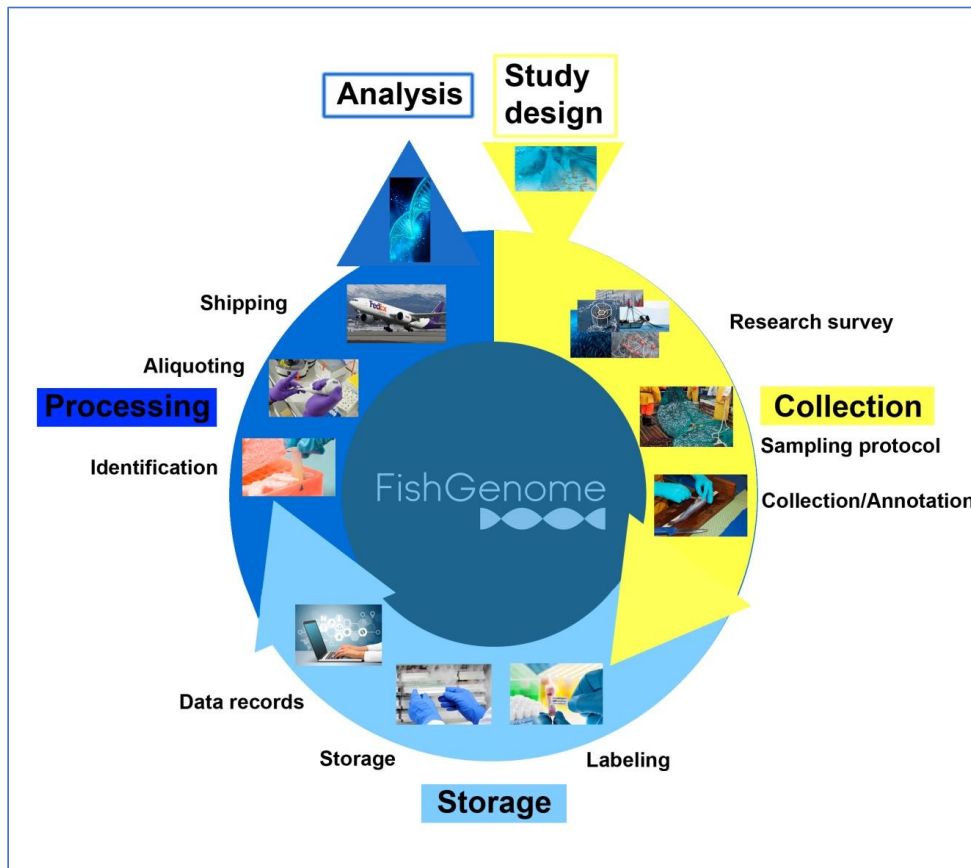 Analysis
Study
design
Shipping
FedEx
Research survey
Aliquoting
Processing
Collection
Sampling protocol
Identification
FishGenome
Collection/Annotation
Data records
Storage
Labeling
Storage